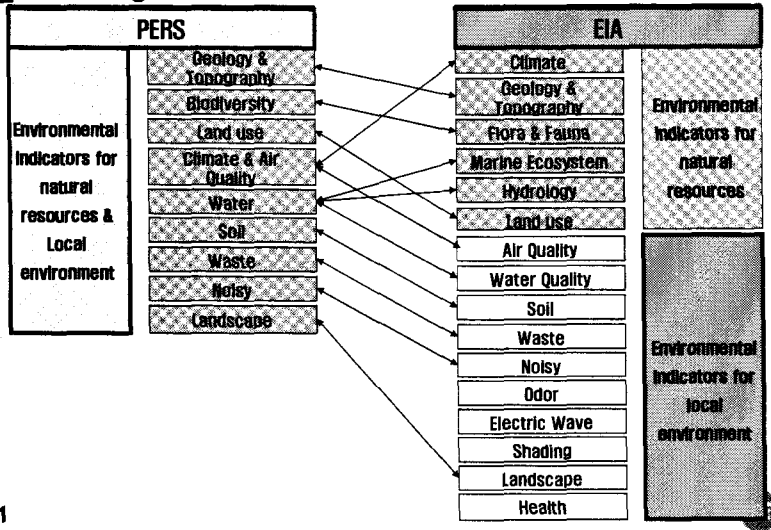 PERS
Environmental
Indicators for
natural
resources &
Local
environment
Geology &
Topography
Biodiversity
Land use
Climate & Air
Quality
Water
Soil
Waste
Noisy
Landscape
EIA
Climate
Geology &
Topography
Flora & Fauna
Marine Ecosystem
Hydrology
Land use
Air Quality
Water Quality
Soil
Waste
Noisy
Odor
Electric Wave
Shading
Landscape
Health
Environmental
Indicators for
natural
resources
Environmental
Indicators for
local
environment
1